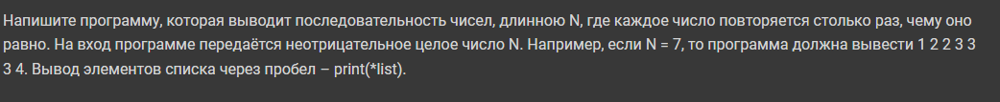 Напишите программу, которая выводит последовательность чисел, длинною N, где каждое число повторяется столько раз, чему оно
равно. На вход программе передаётся неотрицательное целое число N. Например, если N = 7, то программа должна вывести 1 2 2 3 3
3 4. Вывод элементов списка через пробел – print(*list).